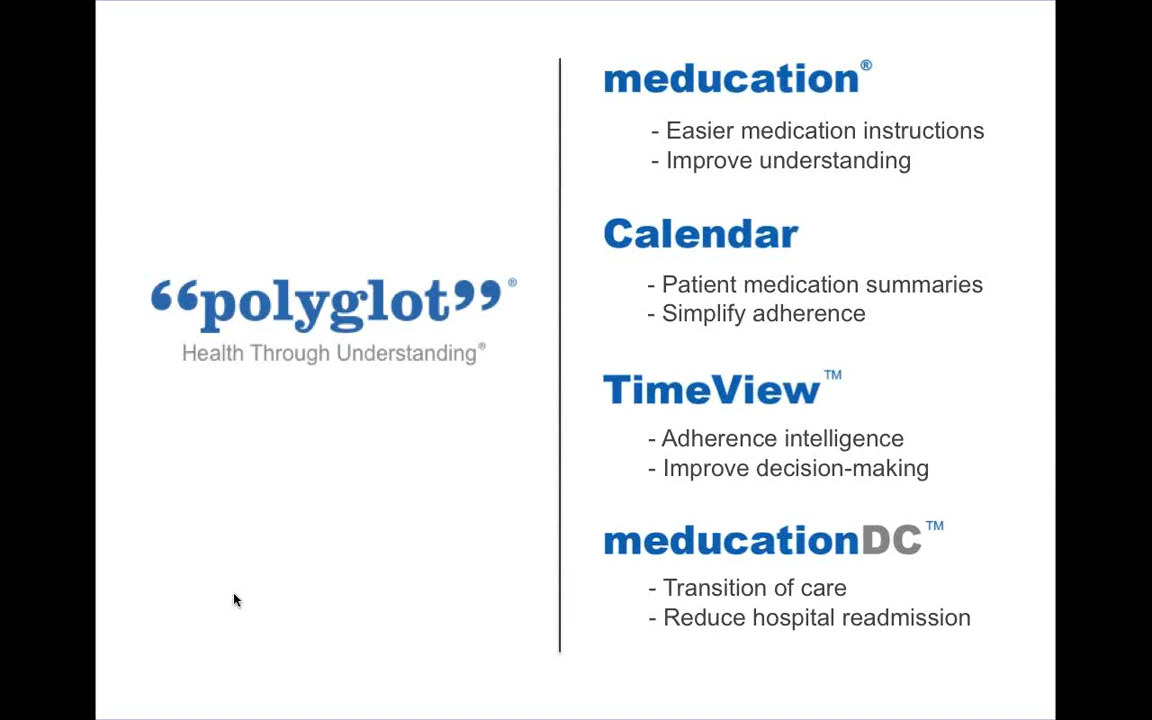 “polyglot”®
Health Through Understanding®
meducation®
- Easier medication instructions
- Improve understanding
Calendar
- Patient medication summaries
- Simplify adherence
TimeView™
- Adherence intelligence
- Improve decision-making
meducationDC™
- Transition of care
- Reduce hospital readmission